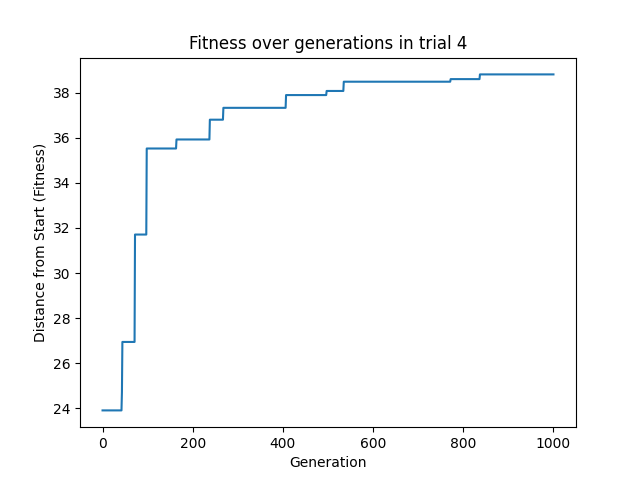 Fitness over generations in trial 4
Distance from Start (Fitness)
38
36
34
32
30
28
26
24
0 200 400 600 800 1000
Generation